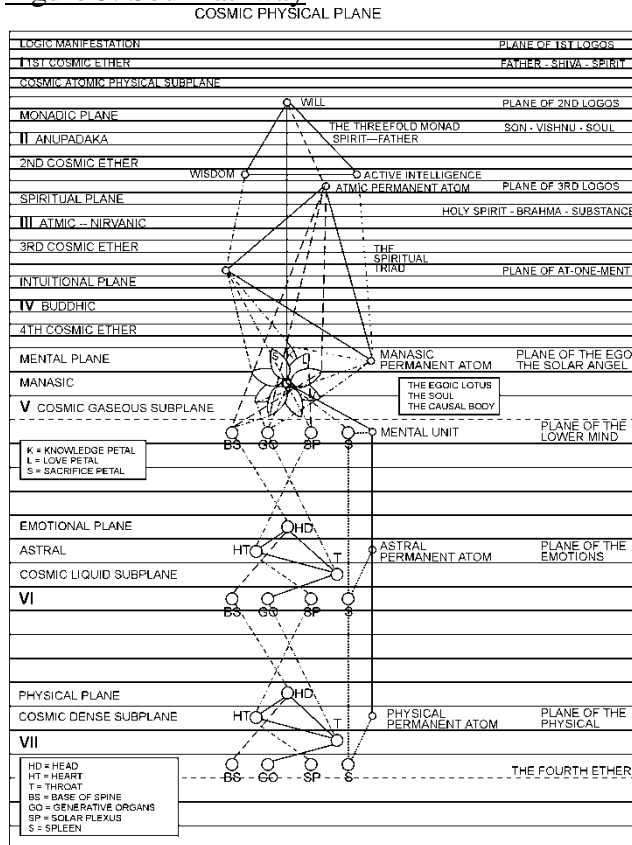 COSMIC PHYSICAL PLANE
LOGIC MANIFESTATION PLANE OF 1ST LOGOS
I 1ST COSMIC ETHER FATHER - SHIVA - SPIRIT
COSMIC ATOMIC PHYSICAL SUBPLANE
WILL PLANE OF 2ND LOGOS
MONADIC PLANE
THE THREEFOLD MONAD SON - VISHNU - SOUL
II ANUPADAKA SPIRIT—FATHER
2ND COSMIC ETHER
WISDOM ACTIVE INTELLIGENCE
ATMIC PERMANENT ATOM PLANE OF 3RD LOGOS
SPIRITUAL PLANE
HOLY SPIRIT - BRAHMA - SUBSTANCE
III ATMIC -- NIRVANIC
3RD COSMIC ETHER THE
SPIRITUAL
TRIAD
PLANE OF AT-ONE-MENT
INTUITIONAL PLANE
IV BUDDHIC
4TH COSMIC ETHER
MENTAL PLANE S K L MANASIC PLANE OF THE EGO
PERMANENT ATOM THE SOLAR ANGEL
MANASIC THE EGOIC LOTUS
THE SOUL
THE CAUSAL BODY
V COSMIC GASEOUS SUBPLANE
BS GO SP S MENTAL UNIT PLANE OF THE
LOWER MIND
K = KNOWLEDGE PETAL
L = LOVE PETAL
S = SACRIFICE PETAL
EMOTIONAL PLANE HD
ASTRAL HT T ASTRAL PLANE OF THE
PERMANENT ATOM EMOTIONS
COSMIC LIQUID SUBPLANE
VI
BS GO SP S
PHYSICAL PLANE HD
COSMIC DENSE SUBPLANE HT T PHYSICAL PLANE OF THE
PERMANENT ATOM PHYSICAL
VII
BS GO SP S THE FOURTH ETHER
HD = HEAD
HT = HEART
T = THROAT
BS = BASE OF SPINE
GO = GENERATIVE ORGANS
SP = SOLAR PLEXUS
S = SPLEEN